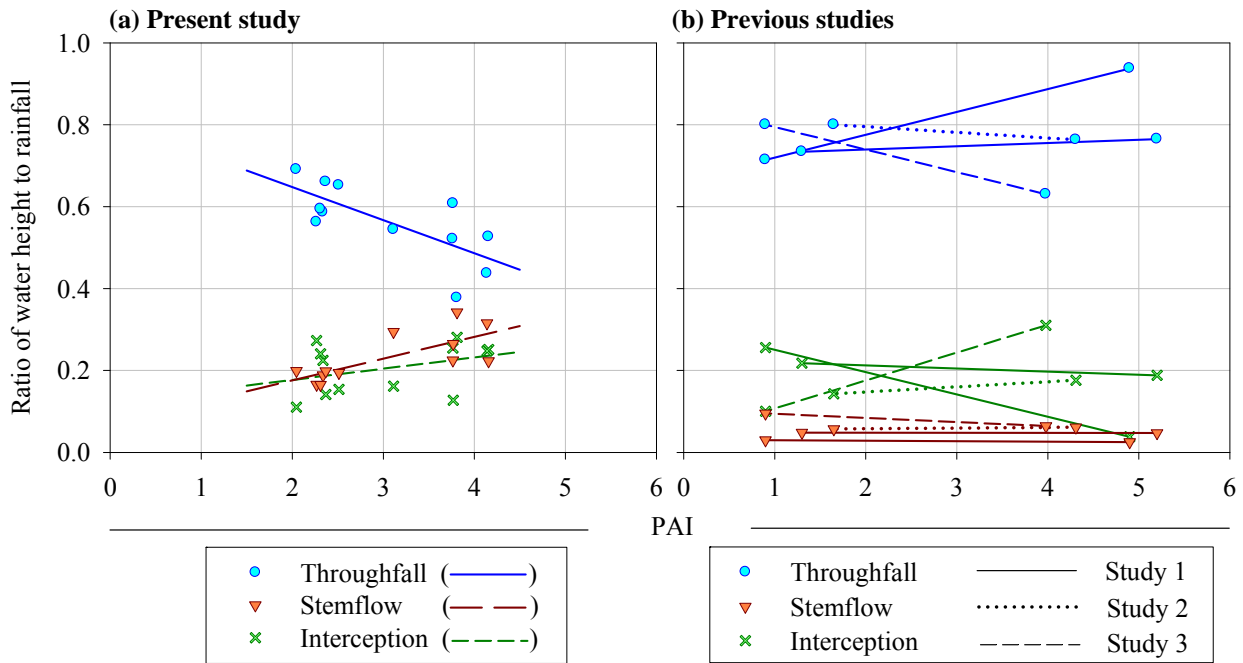 (a) Present study
(b) Previous studies
Ratio of water height to rainfall
1.0
0.8
0.6
0.4
0.2
0.0
0 1 2 3 4 5 6
0 1 2 3 4 5 6
PAI
Throughfall ( )
Stemflow ( )
Interception ( )
Throughfall Study 1
Stemflow Study 2
Interception Study 3